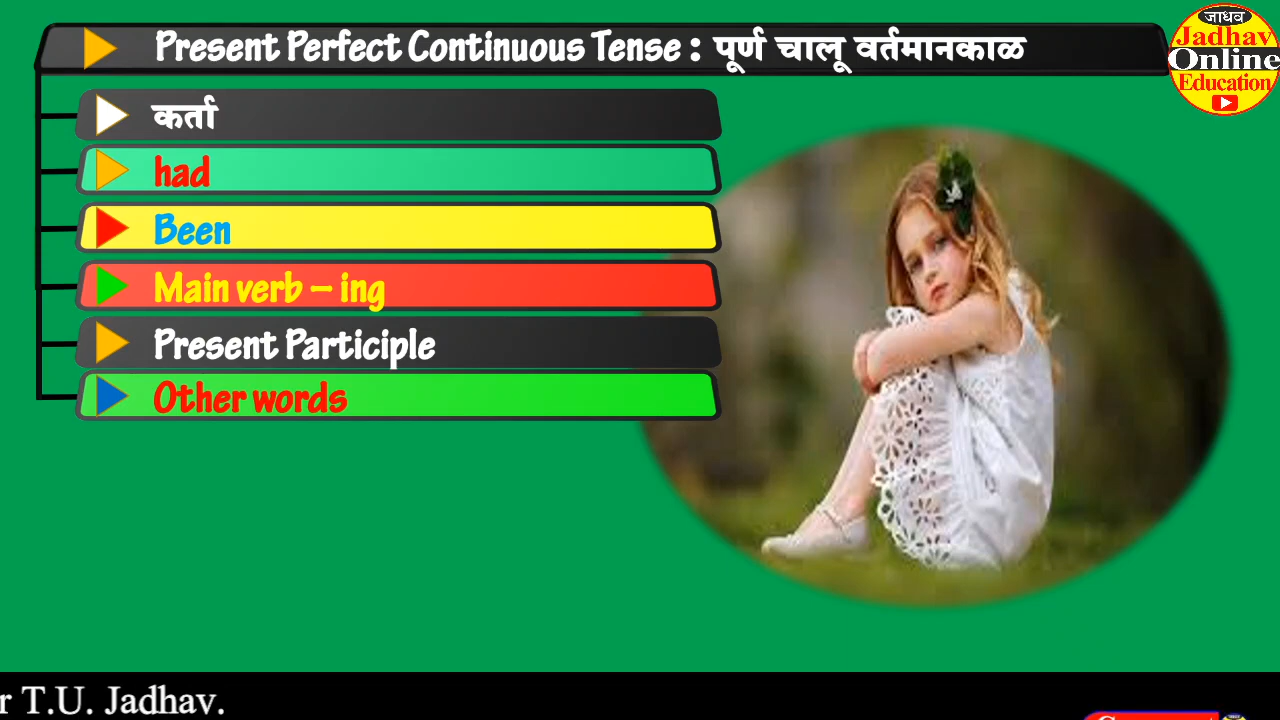 Present Perfect Continuous Tense : पूर्ण चालू वर्तमानकाळ
जाधव
Jadhav
Online
Education
कर्ता
had
Been
Main verb – ing
Present Participle
Other words
r T.U. Jadhav.